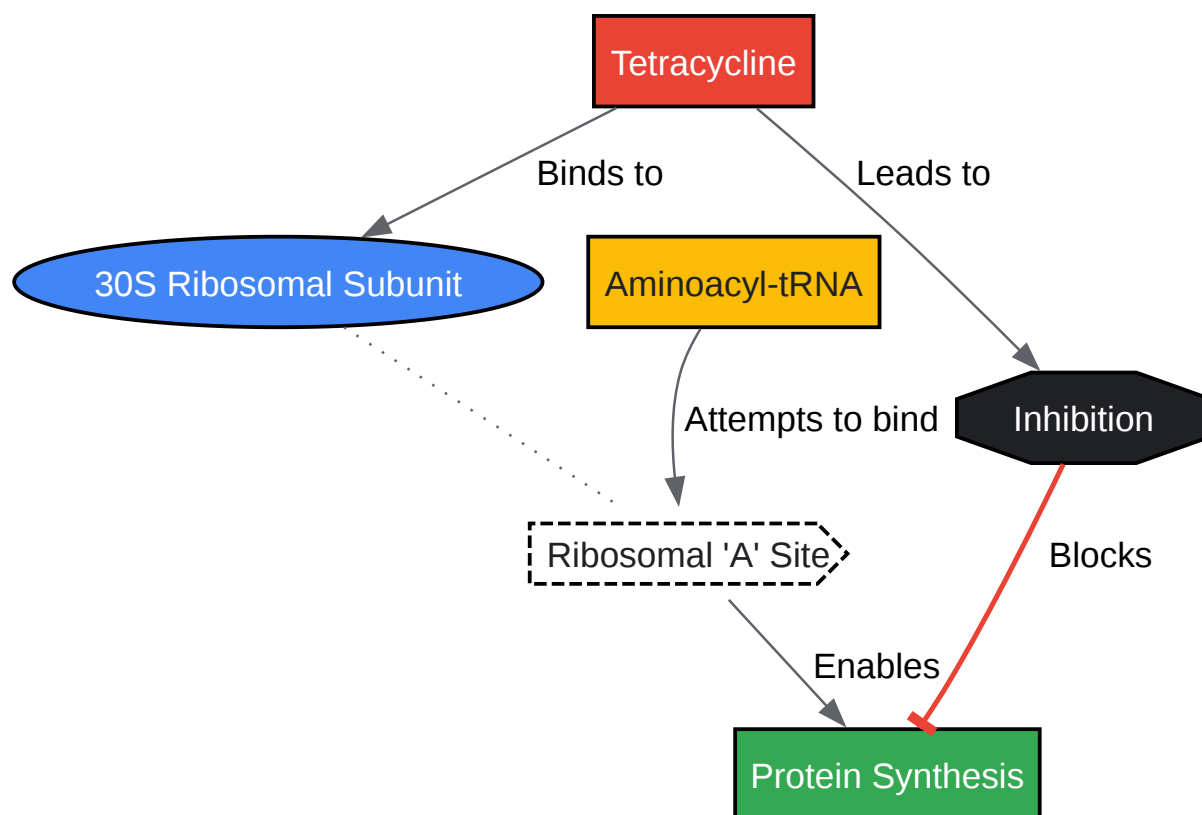 Tetracycline
Binds to
Leads to
30S Ribosomal Subunit
Aminoacyl-tRNA
Attempts to bind
Inhibition
Ribosomal 'A' Site
Blocks
Enables
Protein Synthesis